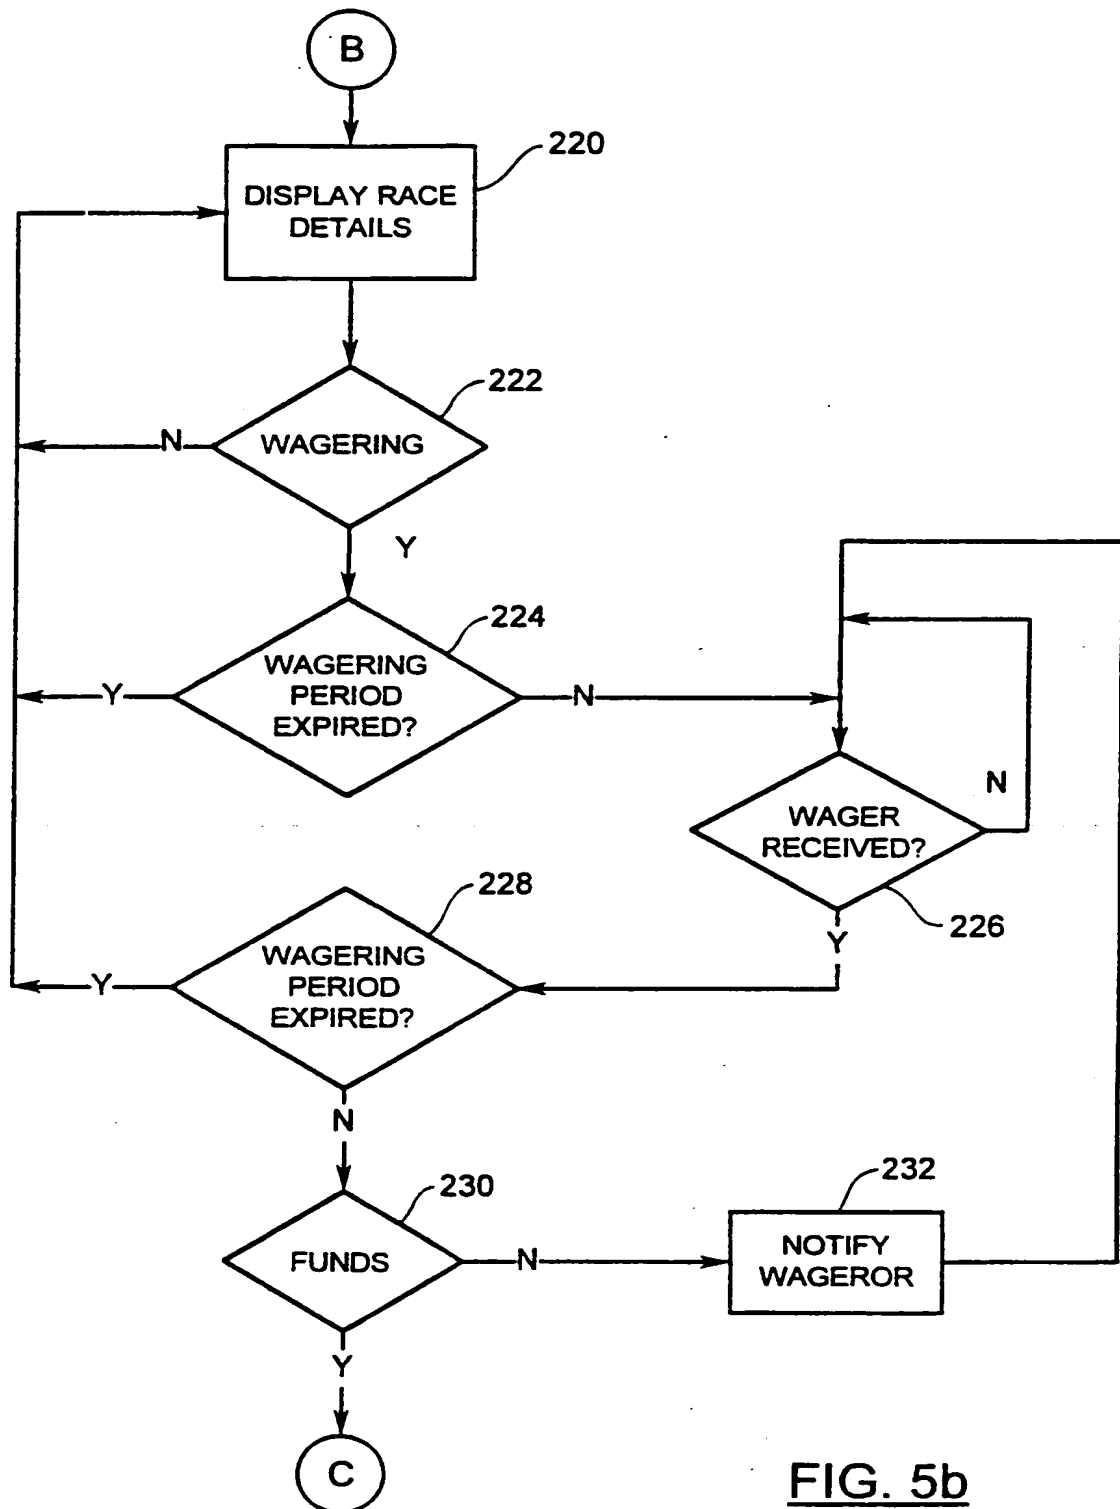 B
220
DISPLAY RACE
DETAILS
222
N
WAGERING
Y
224
WAGERING
PERIOD
EXPIRED?
Y
N
N
WAGER
RECEIVED?
226
Y
228
WAGERING
PERIOD
EXPIRED?
Y
N
230
232
FUNDS
N
NOTIFY
WAGEROR
Y
C
FIG. 5b